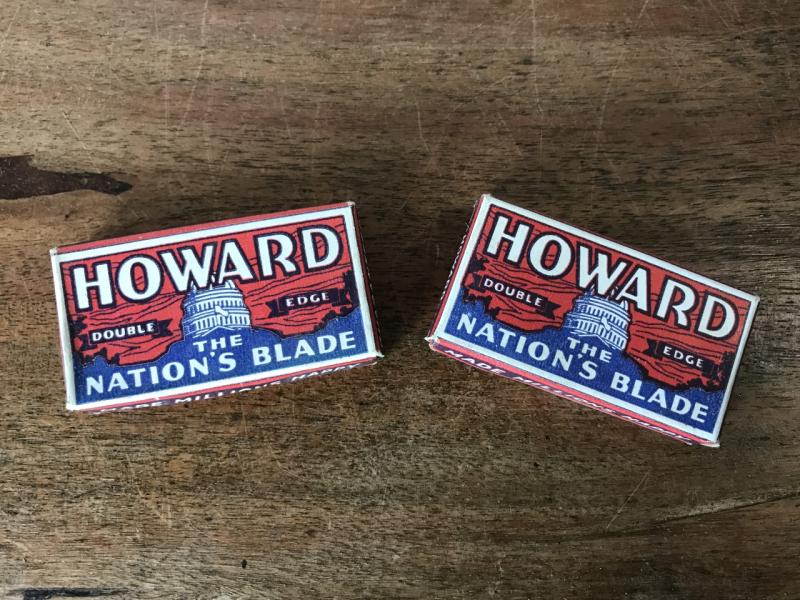 HOWARD
DOUBLE
EDGE
THE
NATION'S BLADE
HOWARD
DOUBLE
EDGE
THE
NATION'S BLADE